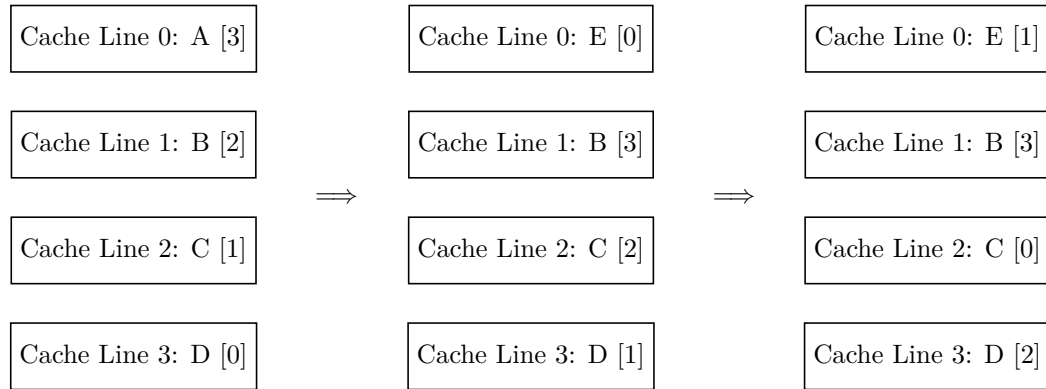 Cache Line 0: A [3]
Cache Line 0: E [0]
Cache Line 0: E [1]
Cache Line 1: B [2]
Cache Line 1: B [3]
Cache Line 1: B [3]
⟹
⟹
Cache Line 2: C [1]
Cache Line 2: C [2]
Cache Line 2: C [0]
Cache Line 3: D [0]
Cache Line 3: D [1]
Cache Line 3: D [2]